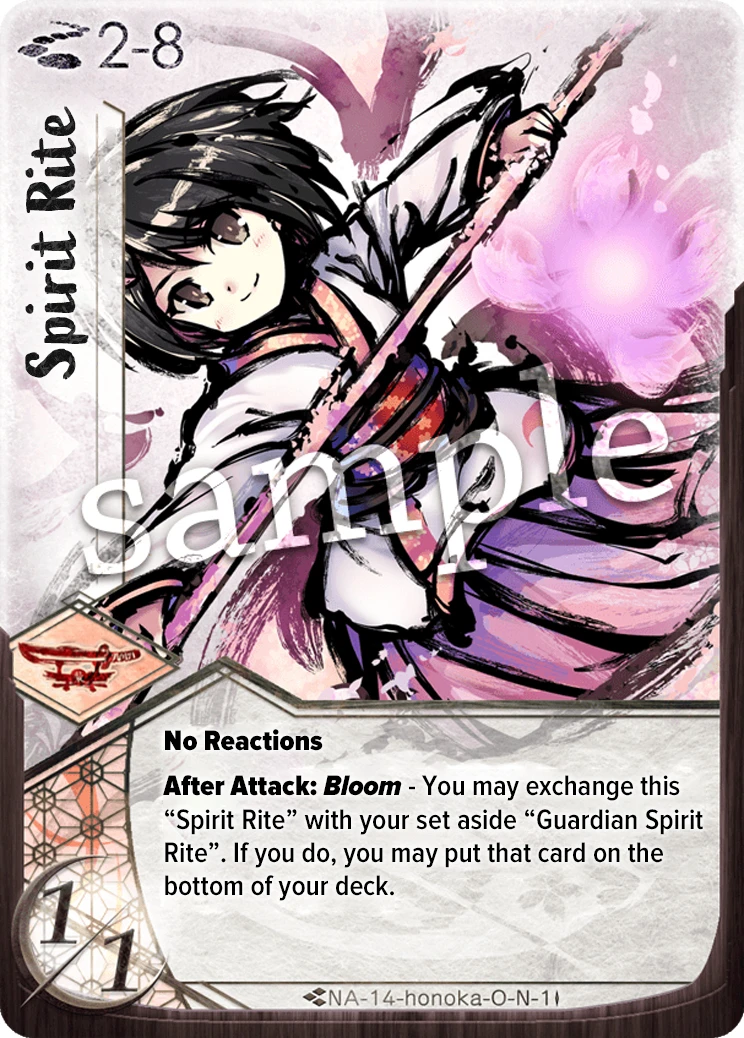 2-8
Spirit Rite
sample
No Reactions
After Attack: Bloom - You may exchange this
“Spirit Rite” with your set aside “Guardian Spirit
Rite”. If you do, you may put that card on the
bottom of your deck.
1/1
NA-14-honoka-O-N-1